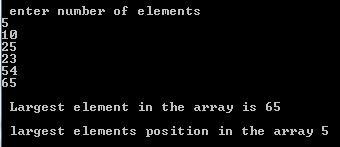 enter number of elements
5
10
25
23
54
65
Largest element in the array is 65
largest elements position in the array 5